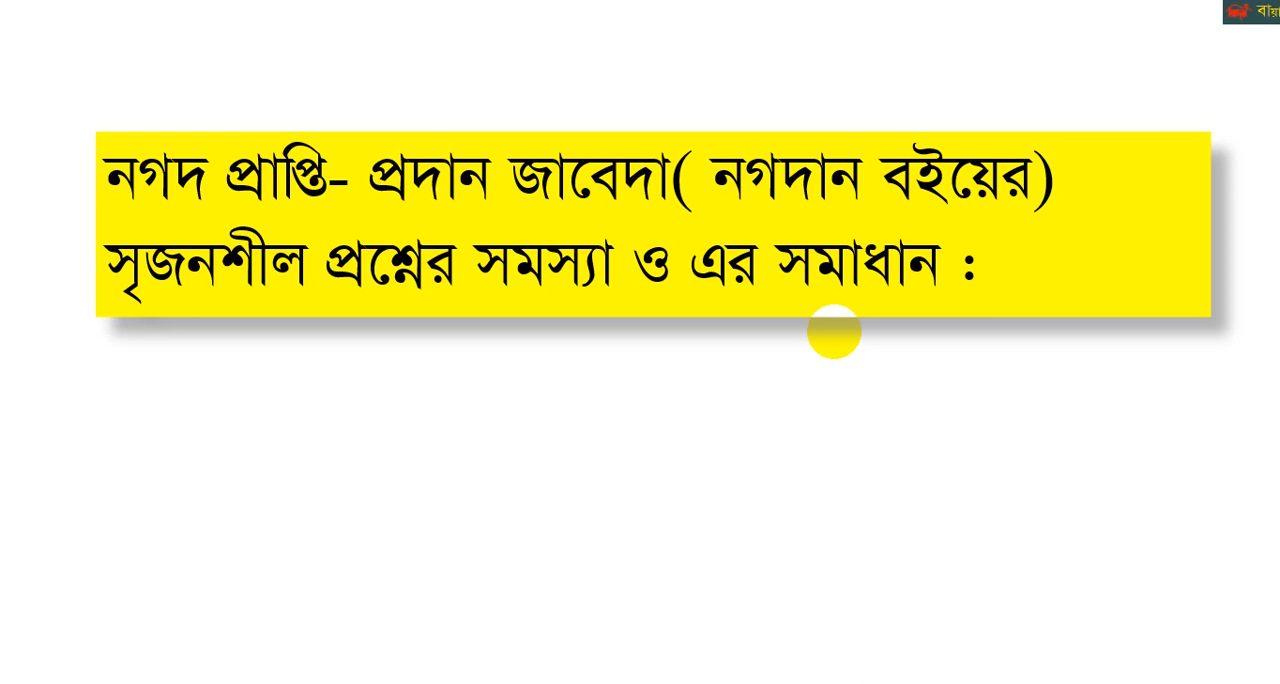 নগদ প্রাপ্তি- প্রদান জাবেদা( নগদান বইয়ের)
সৃজনশীল প্রশ্নের সমস্যা ও এর সমাধান :